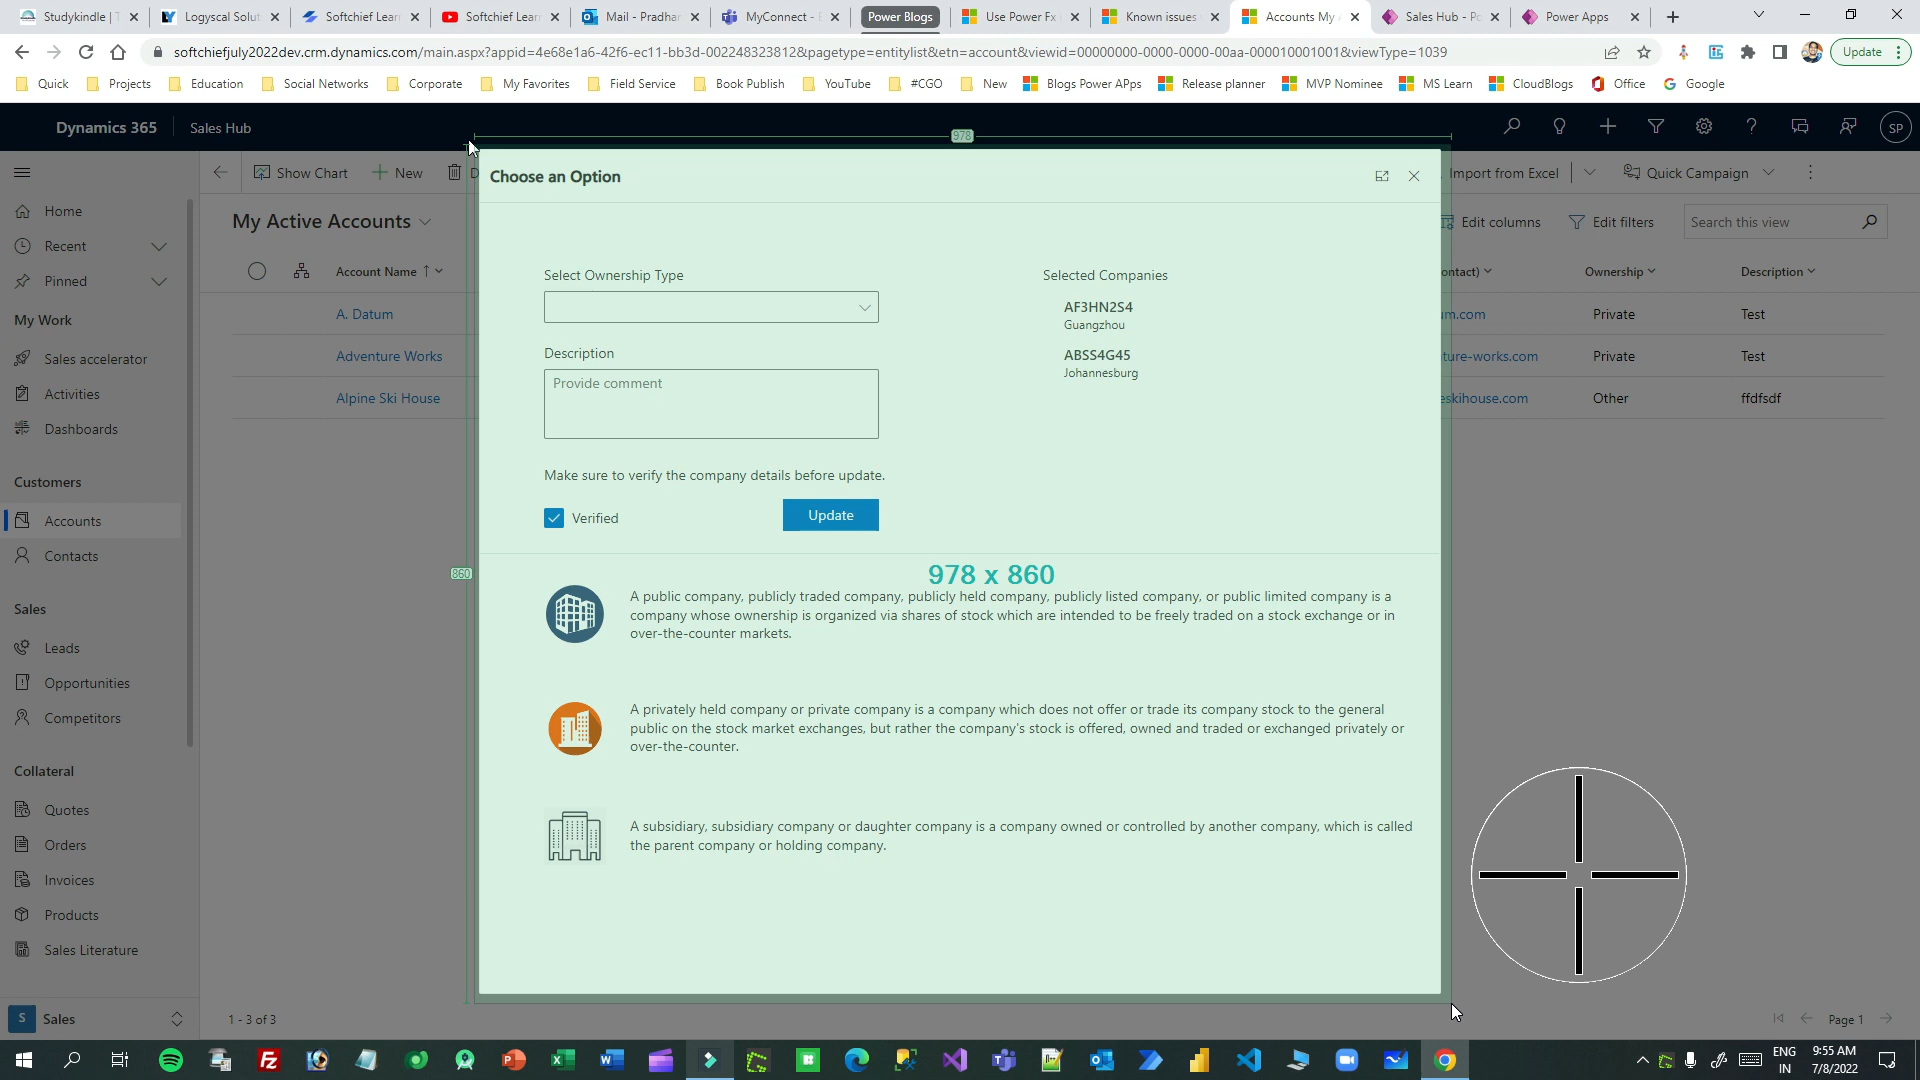 Studykindle | T
Logyscal Solut
Softchief Lear
Softchief Lear
Mail - Pradha
MyConnect -
Power Blogs
Use Power Fx
Known issues
Accounts My
Sales Hub - P
Power Apps
softchiefjuly2022dev.crm.dynamics.com/main.aspx?appid=4e68e1a6-42f6-ec11-bb3d-002248323812&pagetype=entitylist&etn=account&viewid=00000000-0000-0000-00aa-000010001001&viewType=1039
Update
Quick
Projects
Education
Social Networks
Corporate
My Favorites
Field Service
Book Publish
YouTube
#CGO
New
Blogs Power APps
Release planner
MVP Nominee
MS Learn
CloudBlogs
Office
Google
Dynamics 365
Sales Hub
SP
978
Show Chart
New
D
Import from Excel
Quick Campaign
Choose an Option
Home
Recent
Pinned
My Work
Sales accelerator
Activities
Dashboards
Customers
Accounts
Contacts
Sales
Leads
Opportunities
Competitors
Collateral
Quotes
Orders
Invoices
Products
Sales Literature
S Sales
My Active Accounts
Edit columns
Edit filters
Search this view
Account Name
ontact)
Ownership
Description
A. Datum
um.com
Private
Test
Adventure Works
ture-works.com
Private
Test
Alpine Ski House
eskihouse.com
Other
ffdfsdf
Select Ownership Type
Selected Companies
AF3HN2S4
Guangzhou
ABSS4G45
Johannesburg
Description
Provide comment
Make sure to verify the company details before update.
Verified
Update
860
978 x 860
A public company, publicly traded company, publicly held company, publicly listed company, or public limited company is a
company whose ownership is organized via shares of stock which are intended to be freely traded on a stock exchange or in
over-the-counter markets.
A privately held company or private company is a company which does not offer or trade its company stock to the general
public on the stock market exchanges, but rather the company's stock is offered, owned and traded or exchanged privately or
over-the-counter.
A subsidiary, subsidiary company or daughter company is a company owned or controlled by another company, which is called
the parent company or holding company.
1 - 3 of 3
Page 1
ENG
IN
9:55 AM
7/8/2022